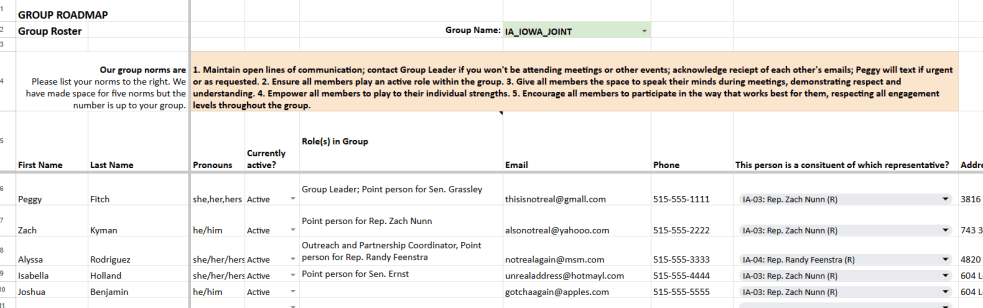 1 GROUP ROADMAP
2 Group Roster Group Name: IA_IOWA_JOINT
3
Our group norms are 1. Maintain open lines of communication; contact Group Leader if you won't be attending meetings or other events; acknowledge reciept of each other's emails; Peggy will text if urgent
4 Please list your norms to the right. We or as requested. 2. Ensure all members play an active role within the group. 3. Give all members the space to speak their minds during meetings, demonstrating respect and
have made space for five norms but the understanding. 4. Empower all members to play to their individual strengths. 5. Encourage all members to participate in the way that works best for them, respecting all engagement
number is up to your group. levels throughout the group.
5 Role(s) in Group
Currently
First Name Last Name Pronouns active? Email Phone This person is a consituent of which representative? Addre
6 Group Leader; Point person for Sen. Grassley
Peggy Fitch she,her,hers Active thisisnotreal@gmall.com 515-555-1111 IA-03: Rep. Zach Nunn (R) 3816
7 Point person for Rep. Zach Nunn
Zach Kyman he/him Active alsonotreal@yahooo.com 515-555-2222 IA-03: Rep. Zach Nunn (R) 743 3
8 Outreach and Partnership Coordinator, Point
Alyssa Rodriguez she/her/hers Active person for Rep. Randy Feenstra notrealagain@msm.com 515-555-3333 IA-04: Rep. Randy Feenstra (R) 4820
9 Isabella Holland she/her/hers Active Point person for Sen. Ernst unrealaddress@hotmayl.com 515-555-4444 IA-03: Rep. Zach Nunn (R) 604 L
10 Joshua Benjamin he/him Active gotchaagain@apples.com 515-555-5555 IA-03: Rep. Zach Nunn (R) 604 L
11